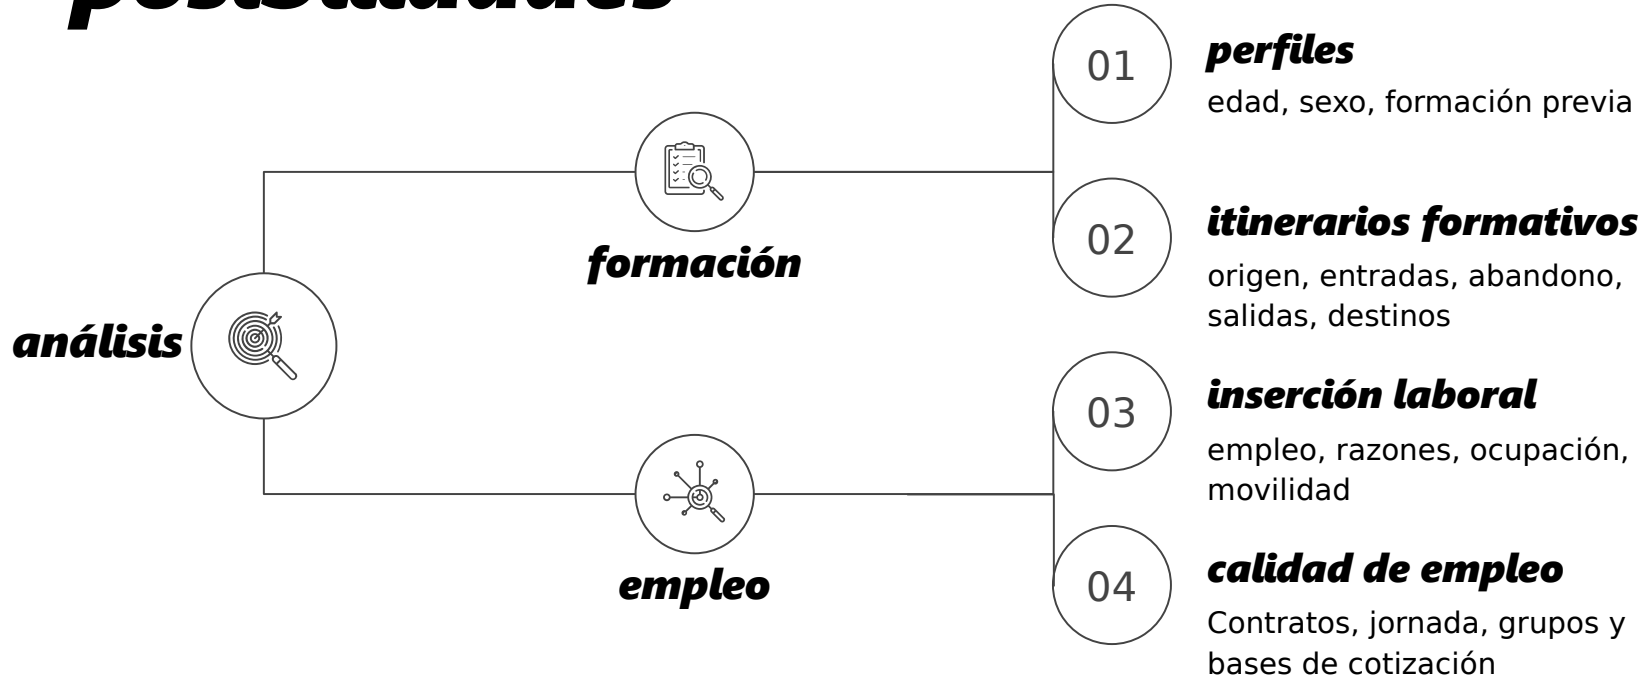 posibilidades
01
perfiles
edad, sexo, formación previa
02
itinerarios formativos
origen, entradas, abandono,
salidas, destinos
formación
análisis
03
inserción laboral
empleo, razones, ocupación,
movilidad
empleo
04
calidad de empleo
Contratos, jornada, grupos y
bases de cotización